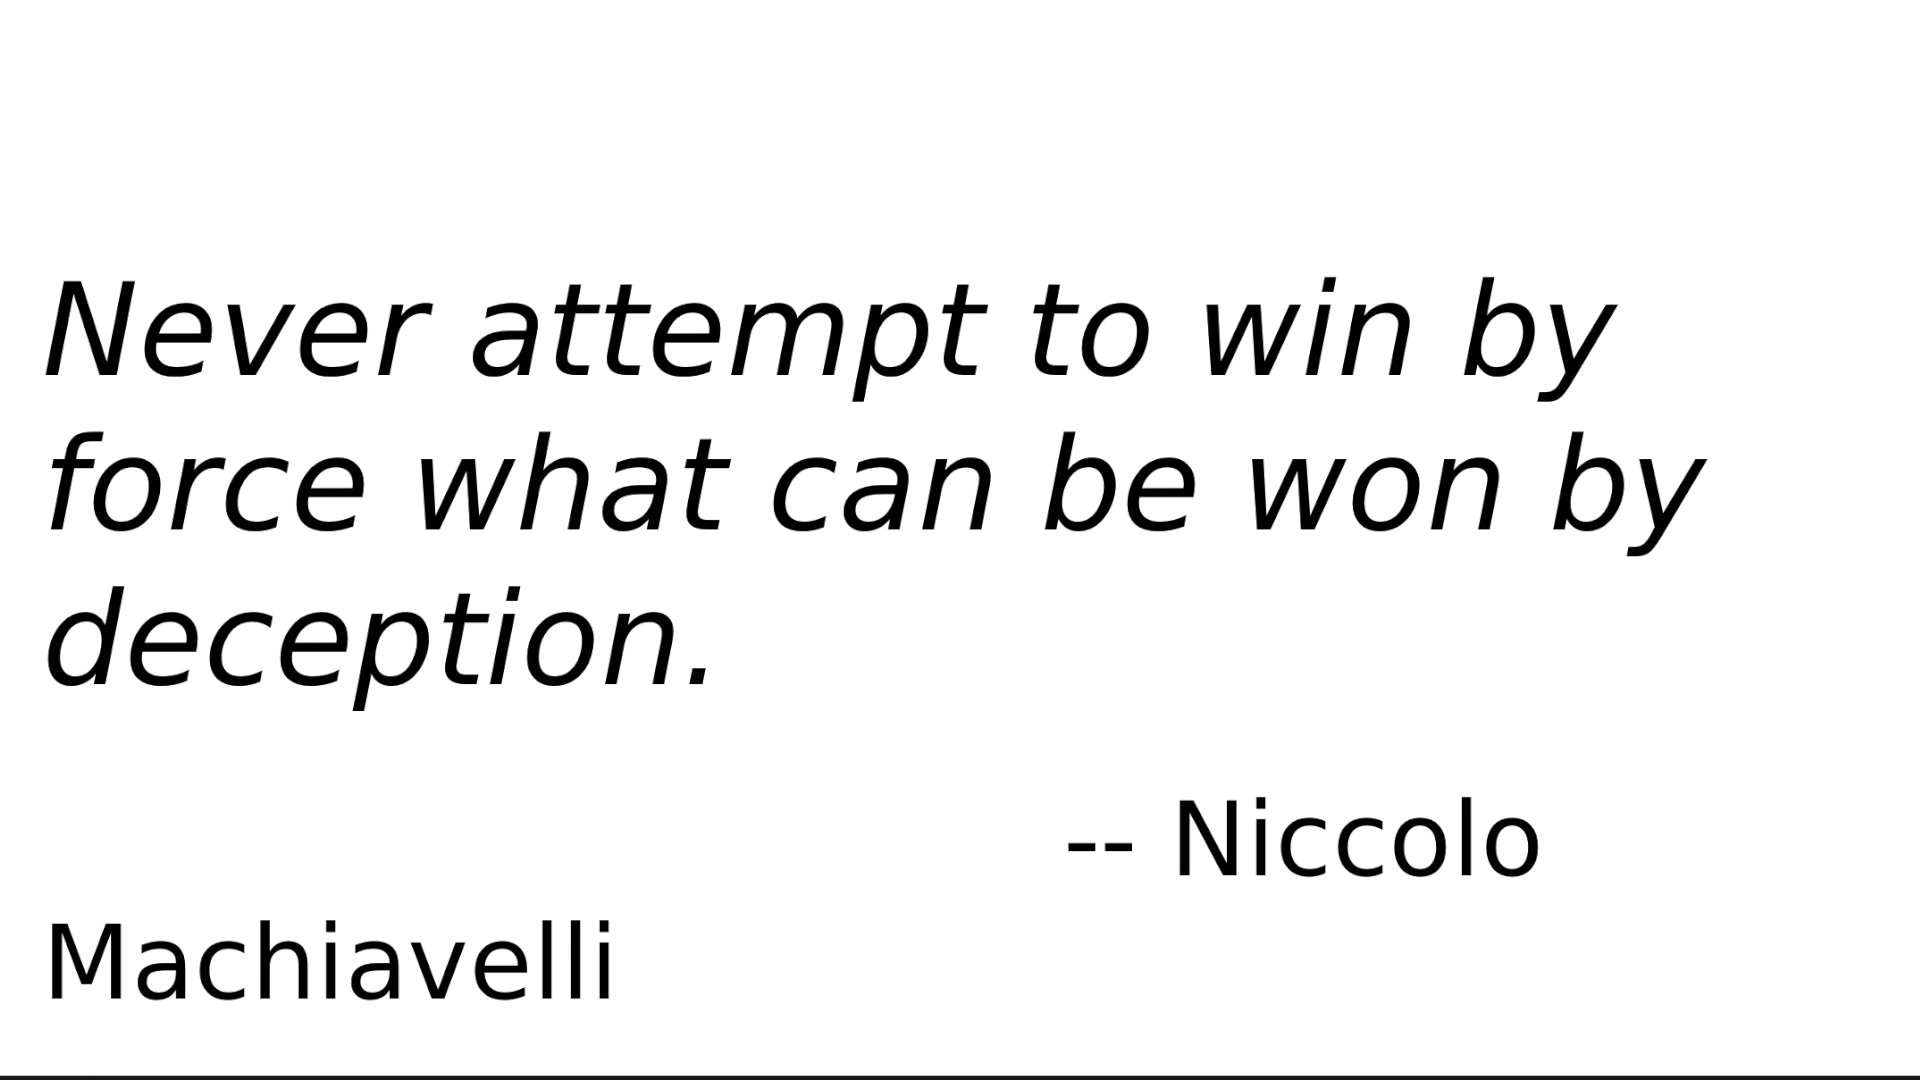 Never attempt to win by
force what can be won by
deception.
-- Niccolo
Machiavelli